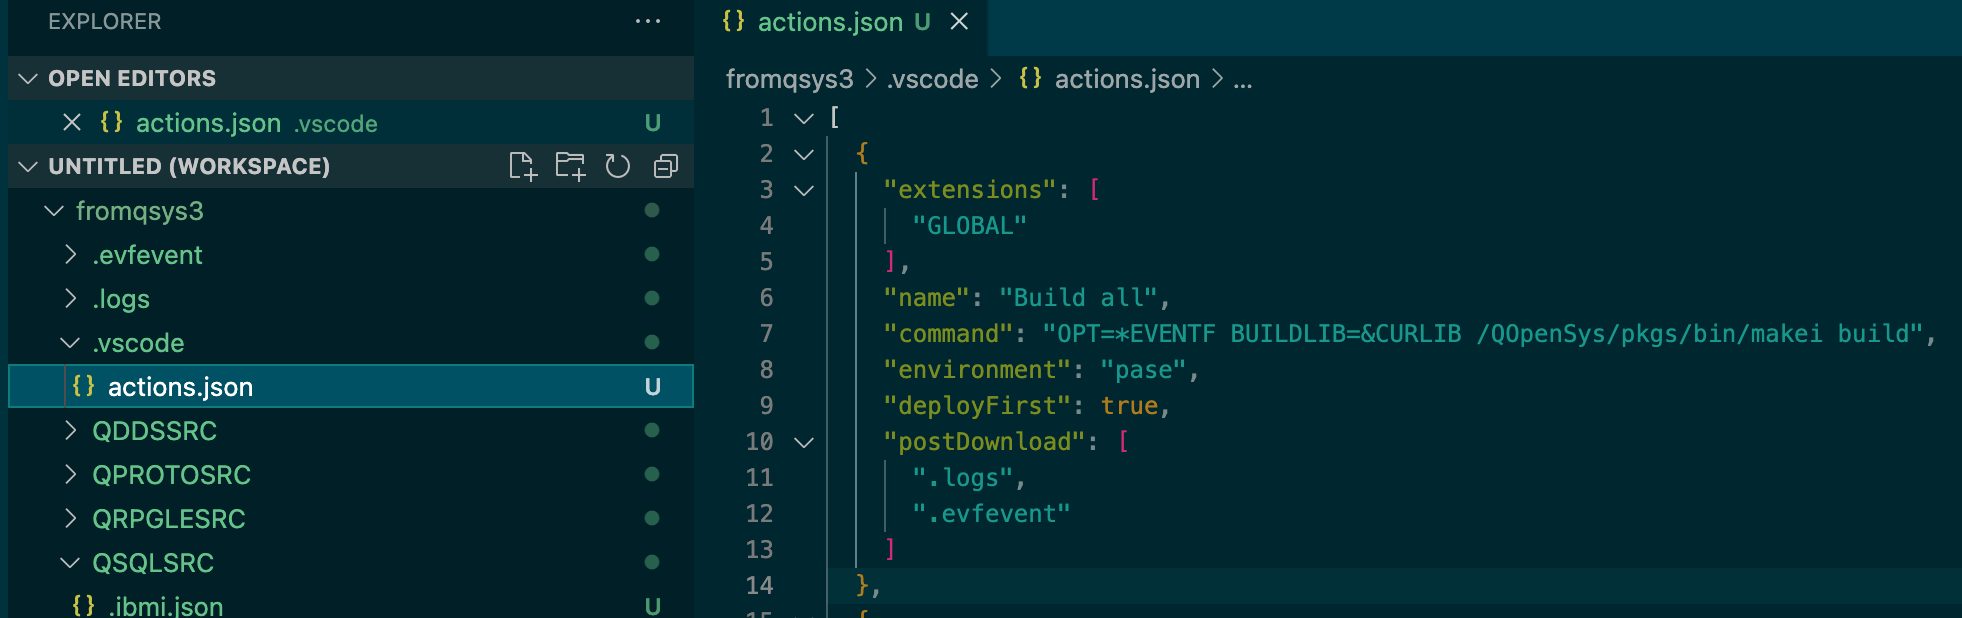 EXPLORER
OPEN EDITORS
{} actions.json .vscode U
UNTITLED (WORKSPACE)
fromqsys3
.evfevent
.logs
.vscode
{} actions.json U
QDDSSRC
QPROTOSRC
QRPGLESRC
QSQLSRC
{} .ibmi.json U
{} actions.json U
fromqsys3 > .vscode > {} actions.json > ...
1 [
2 {
3 "extensions": [
4 "GLOBAL"
5 ],
6 "name": "Build all",
7 "command": "OPT=*EVENTF BUILDLIB=&CURLIB /QOpenSys/pkgs/bin/makei build",
8 "environment": "pase",
9 "deployFirst": true,
10 "postDownload": [
11 ".logs",
12 ".evfevent"
13 ]
14 },
15 {